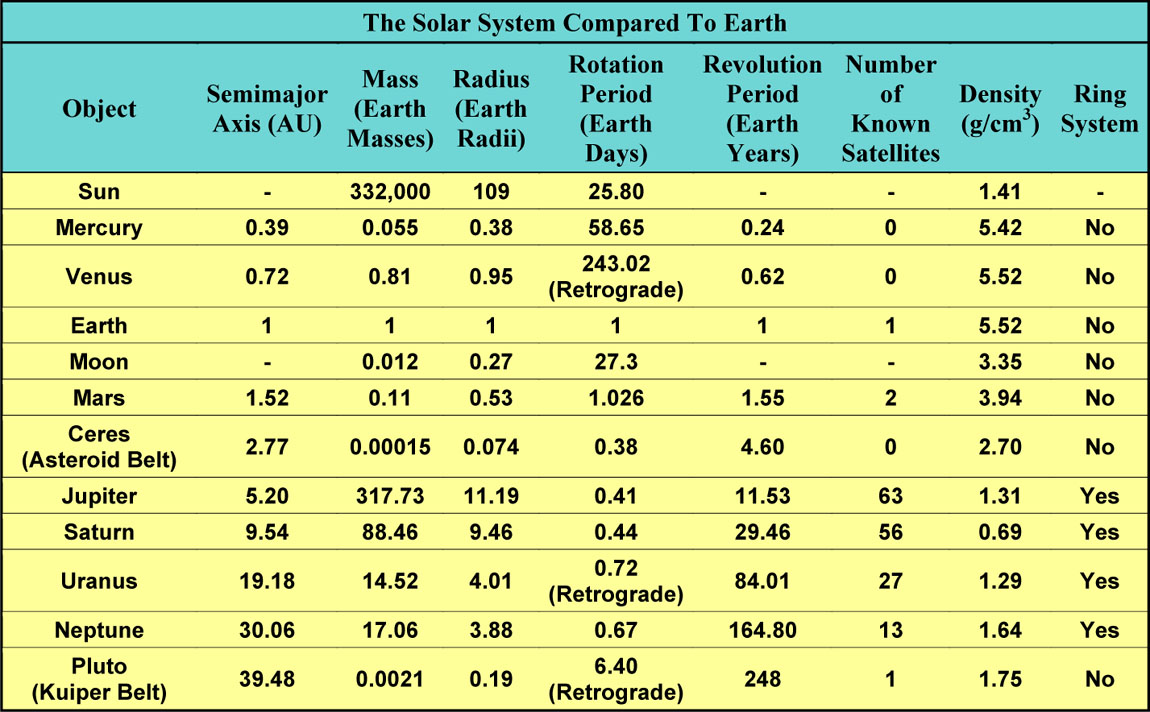 The Solar System Compared To Earth
Object Semimajor Axis (AU) Mass (Earth Masses) Radius (Earth Radii) Rotation Period (Earth Days) Revolution Period (Earth Years) Number of Known Satellites Density (g/cm³) Ring System
Sun - 332,000 109 25.80 - - 1.41 -
Mercury 0.39 0.055 0.38 58.65 0.24 0 5.42 No
Venus 0.72 0.81 0.95 243.02 (Retrograde) 0.62 0 5.52 No
Earth 1 1 1 1 1 1 5.52 No
Moon - 0.012 0.27 27.3 - - 3.35 No
Mars 1.52 0.11 0.53 1.026 1.55 2 3.94 No
Ceres (Asteroid Belt) 2.77 0.00015 0.074 0.38 4.60 0 2.70 No
Jupiter 5.20 317.73 11.19 0.41 11.53 63 1.31 Yes
Saturn 9.54 88.46 9.46 0.44 29.46 56 0.69 Yes
Uranus 19.18 14.52 4.01 0.72 (Retrograde) 84.01 27 1.29 Yes
Neptune 30.06 17.06 3.88 0.67 164.80 13 1.64 Yes
Pluto (Kuiper Belt) 39.48 0.0021 0.19 6.40 (Retrograde) 248 1 1.75 No